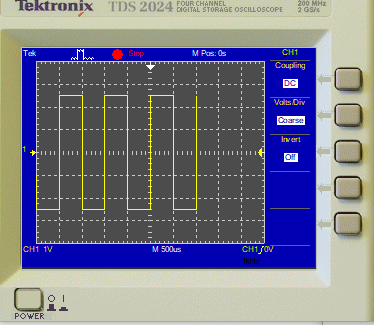 Tektronix TDS 2024 FOUR CHANNEL DIGITAL STORAGE OSCILLOSCOPE
200 MHz
2 GS/s
Tek Stop M Pos: 0s CH1
Coupling
DC
Volts/Div
Coarse
Invert
Off
1
CH1 1V M 500us CH1 / 0V
POWER